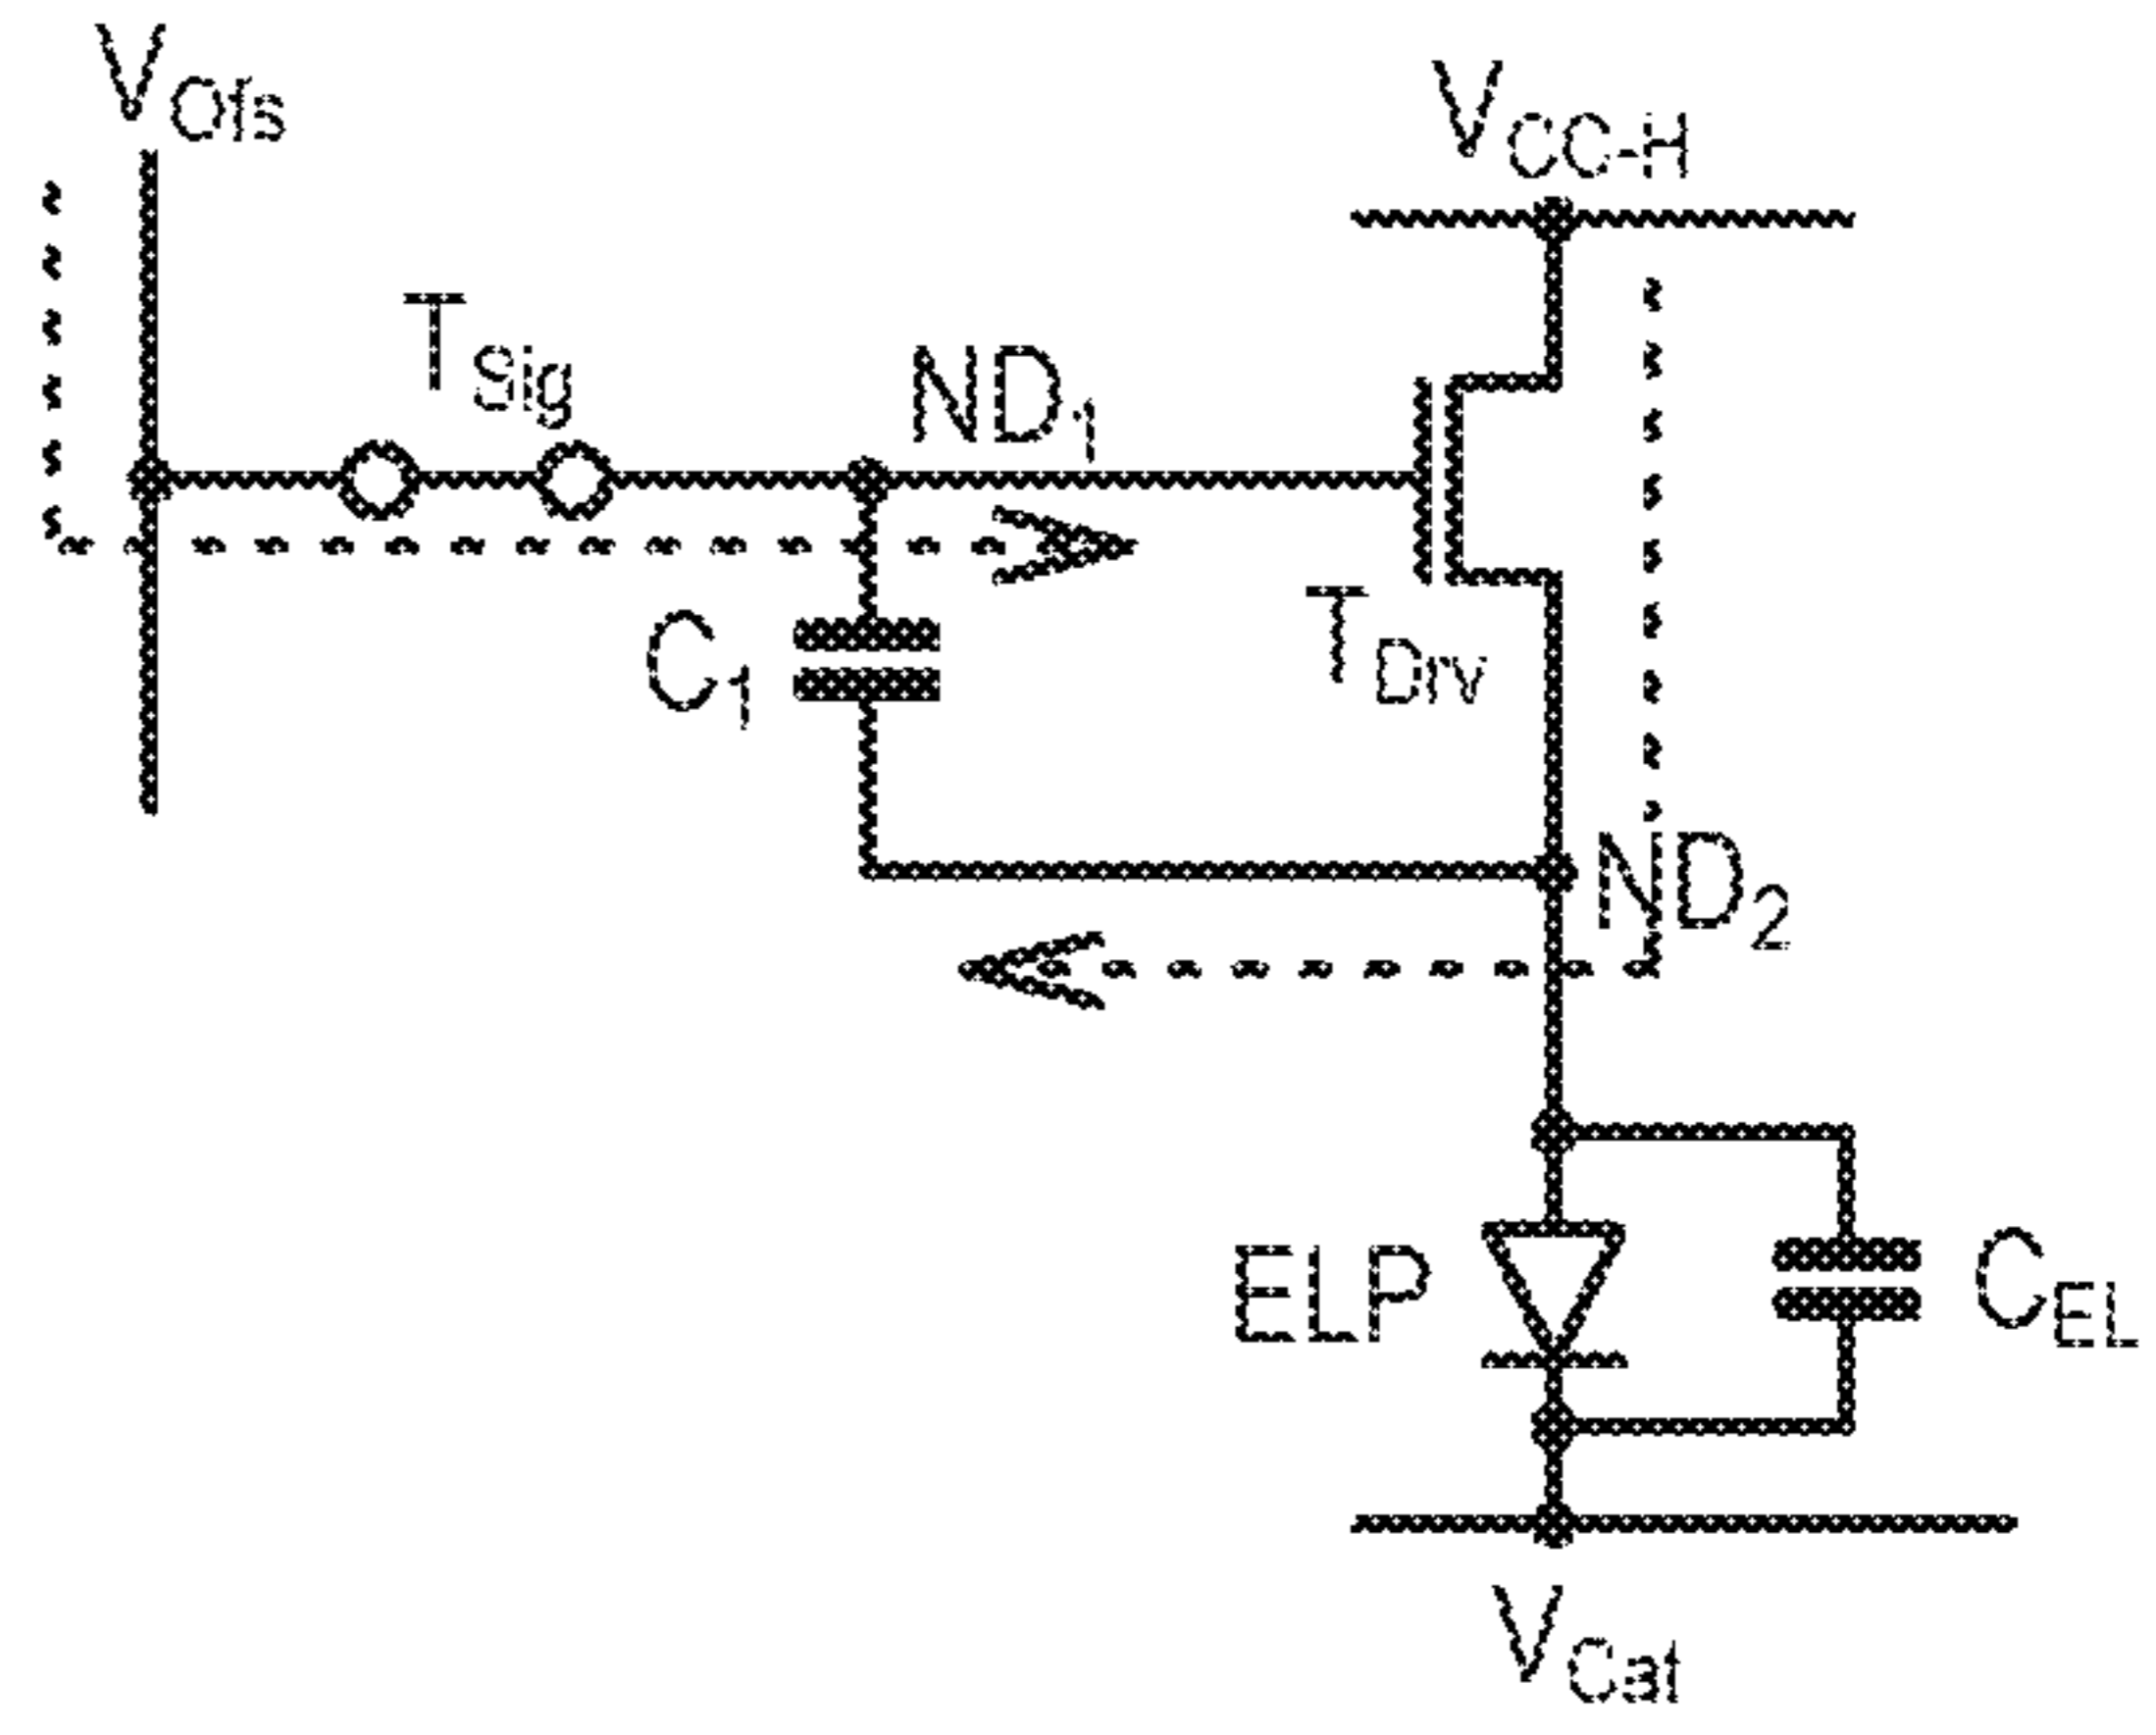 VOfs
VCC-H
TSig
ND1
C1
TDrv
ND2
ELP
CEL
VCat